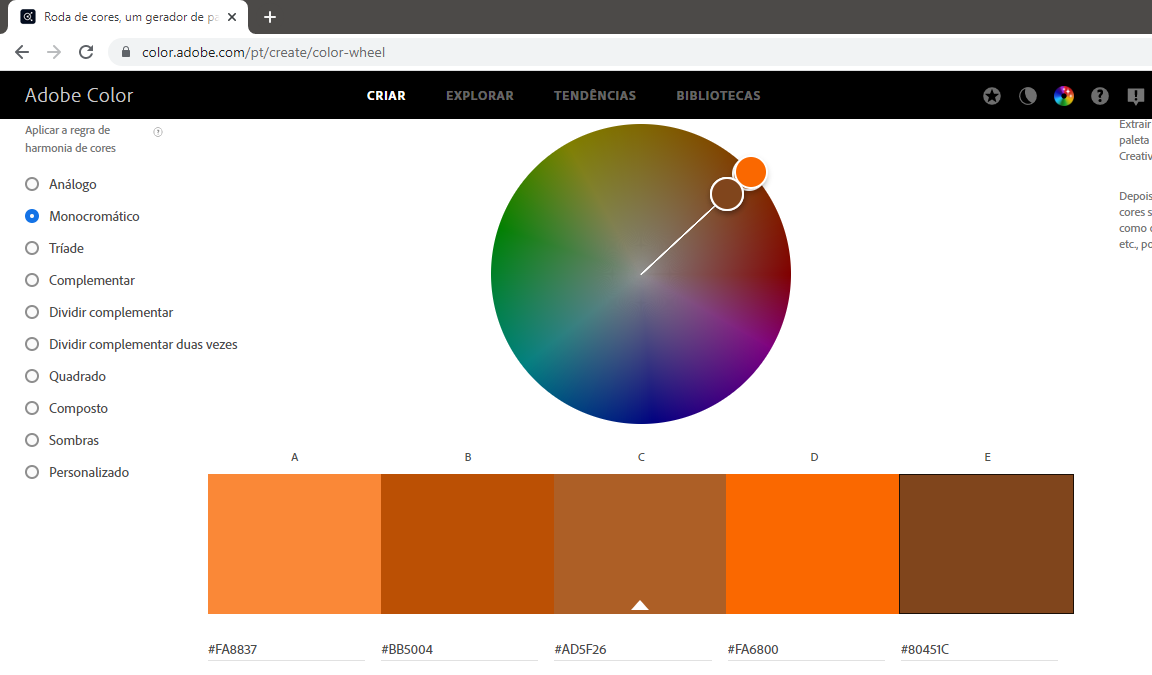 Roda de cores, um gerador de pa
color.adobe.com/pt/create/color-wheel
Adobe Color
CRIAR
EXPLORAR
TENDÊNCIAS
BIBLIOTECAS
Aplicar a regra de
harmonia de cores
Análogo
Monocromático
Tríade
Complementar
Dividir complementar
Dividir complementar duas vezes
Quadrado
Composto
Sombras
Personalizado
Extrair
paleta
Creativ
Depois
cores s
como c
etc., po
A
B
C
D
E
#FA8837
#BB5004
#AD5F26
#FA6800
#80451C